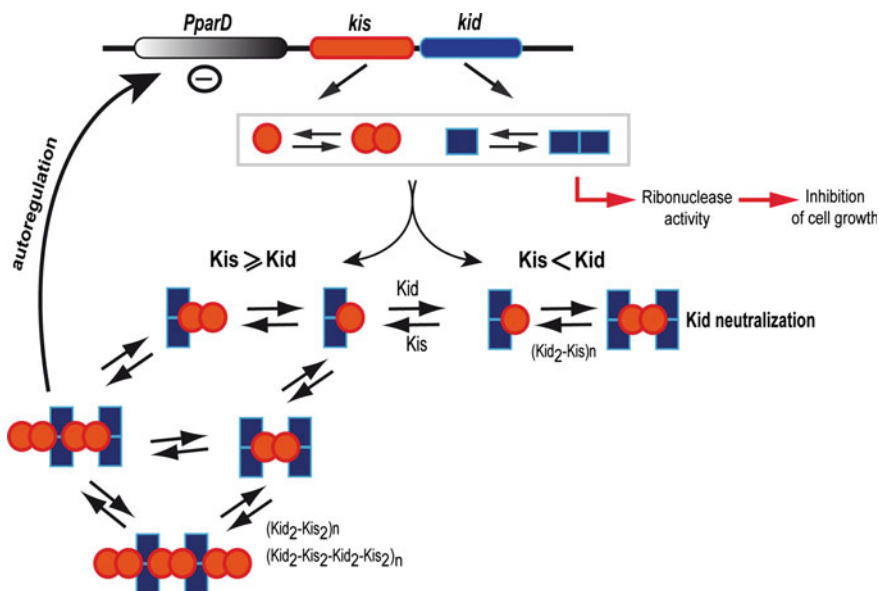 PparD kis kid
autoregulation
Ribonuclease
activity
Inhibition
of cell growth
Kis ⩾ Kid
Kis < Kid
Kid
Kis
(Kid2-Kis)n
Kid neutralization
(Kid2-Kis2)n
(Kid2-Kis2-Kid2-Kis2)n